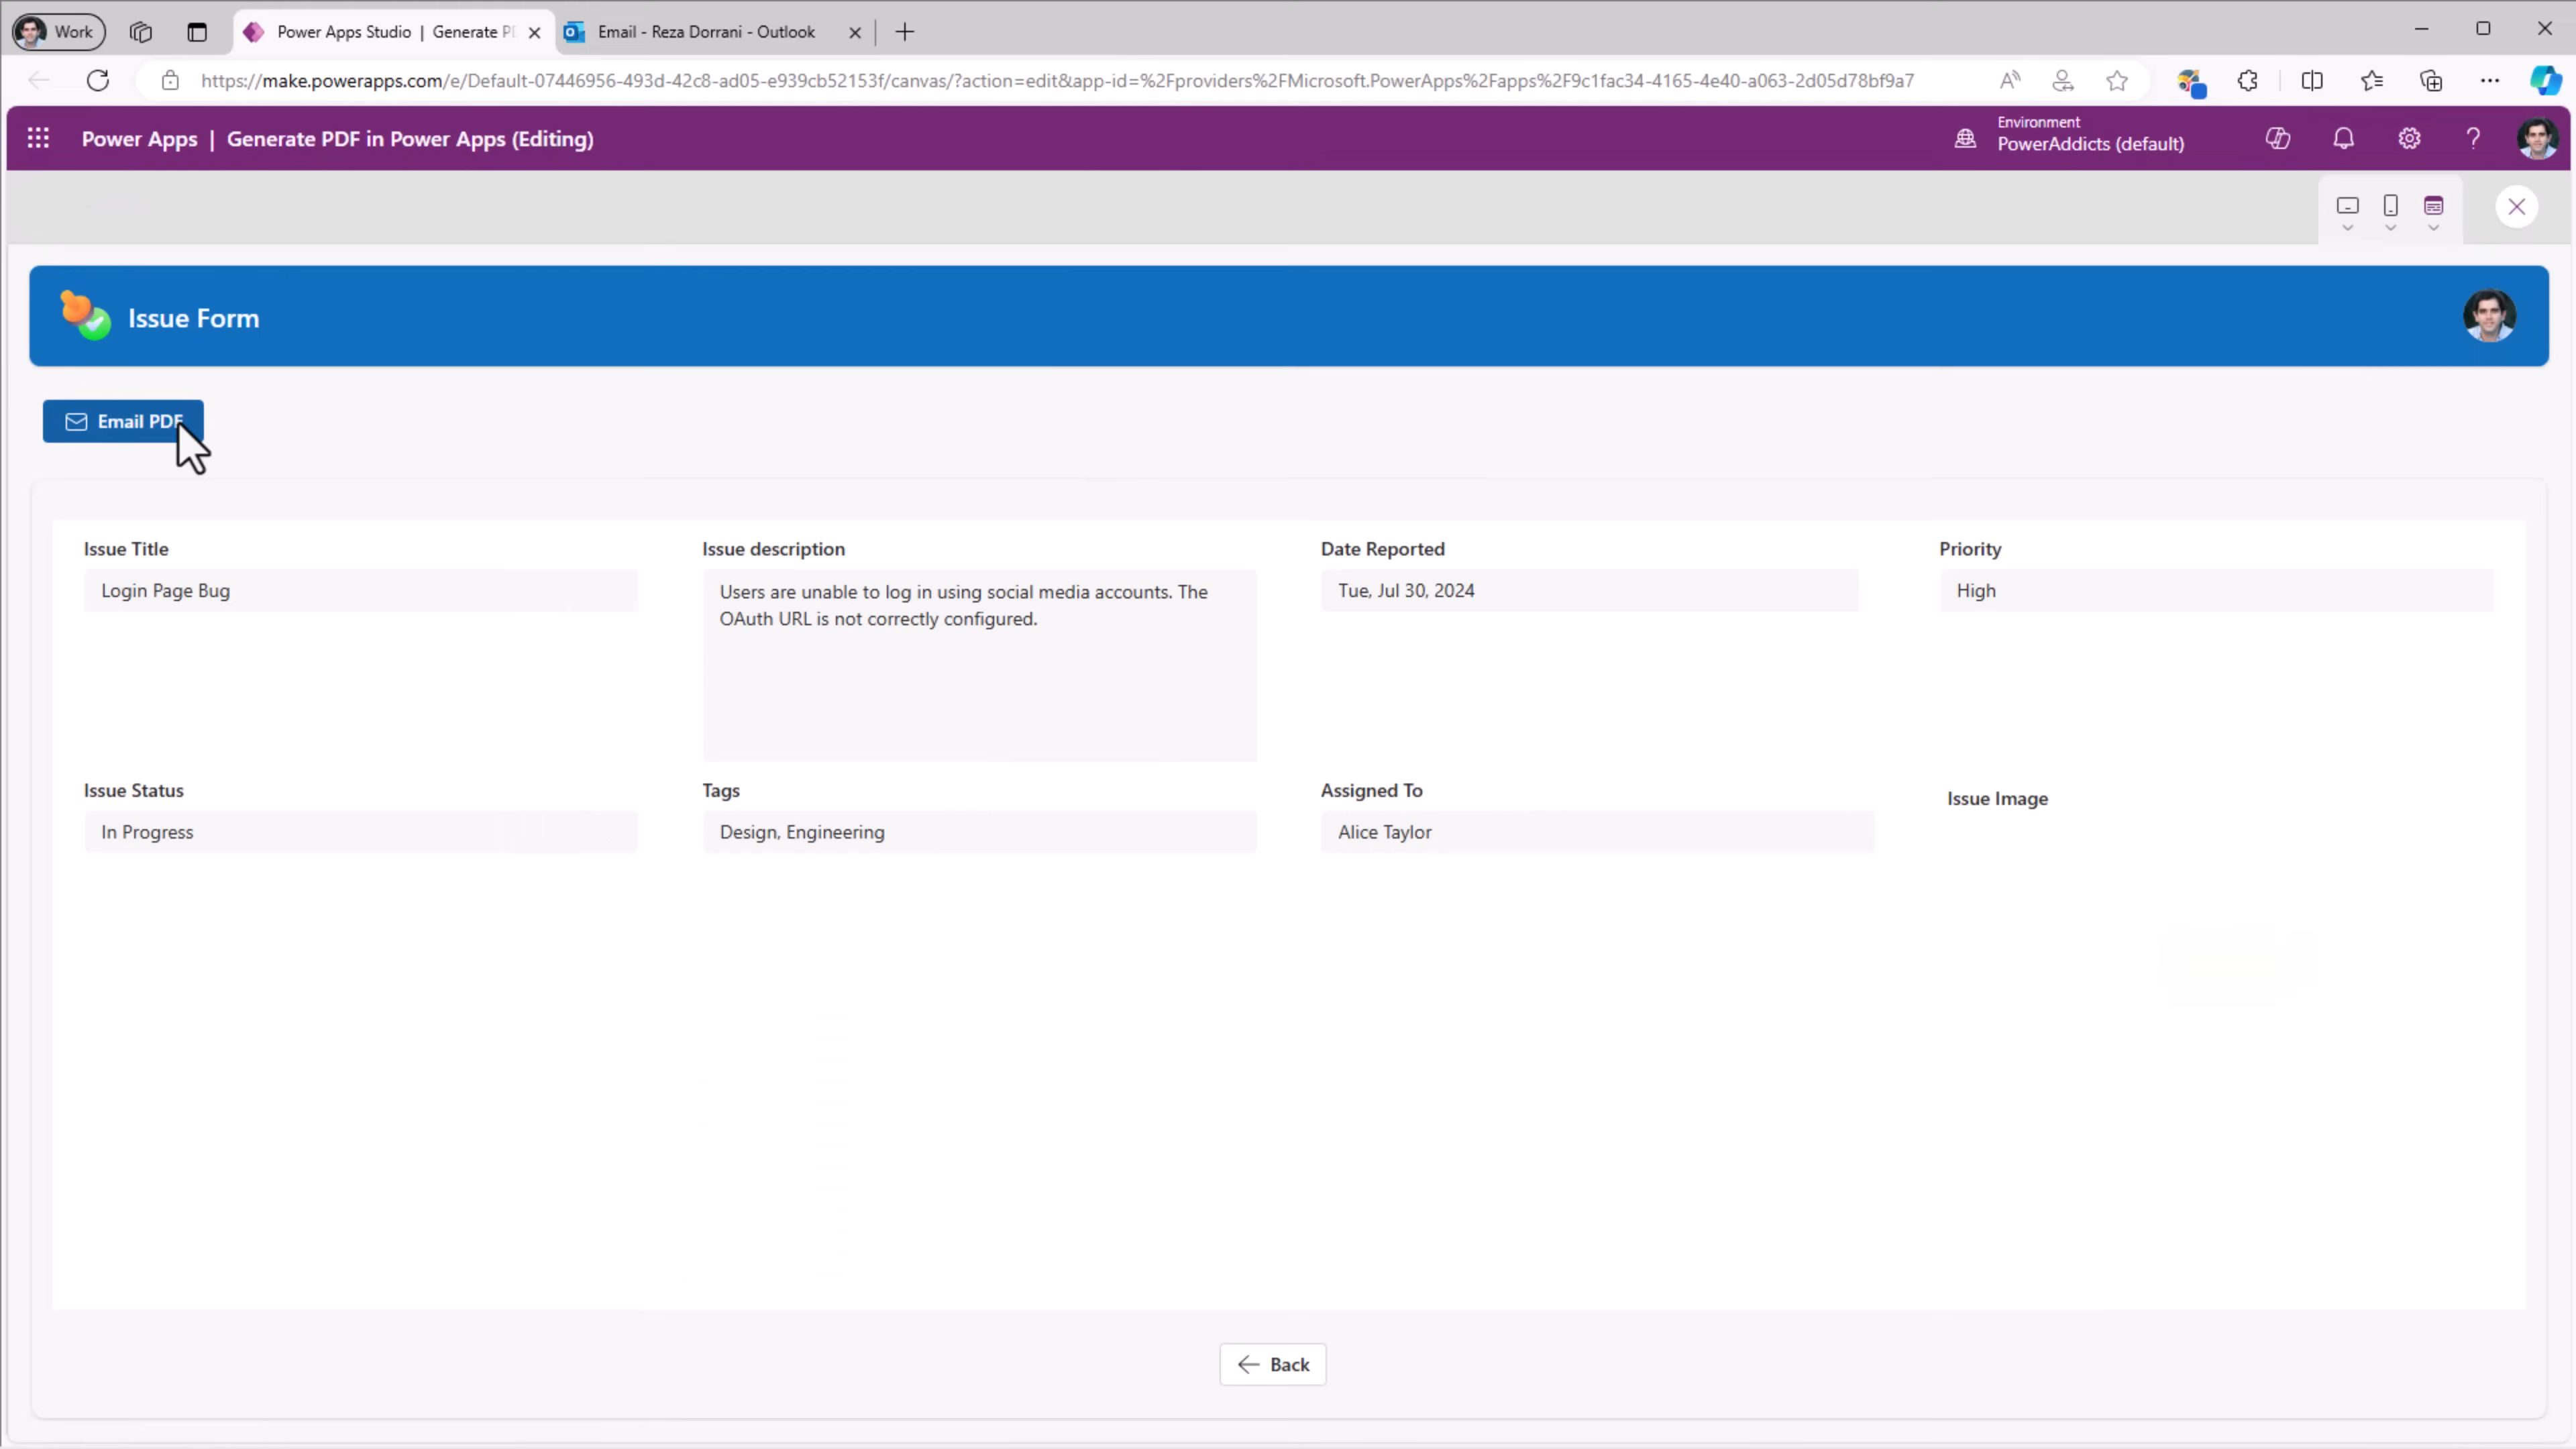 Work
Power Apps Studio | Generate P
Email - Reza Dorrani - Outlook
https://make.powerapps.com/e/Default-07446956-493d-42c8-ad05-e939cb52153f/canvas/?action=edit&app-id=%2Fproviders%2FMicrosoft.PowerApps%2Fapps%2F9c1fac34-4165-4e40-a063-2d05d78bf9a7
Power Apps | Generate PDF in Power Apps (Editing)
Environment
PowerAddicts (default)
Issue Form
Email PDF
Issue Title
Issue description
Date Reported
Priority
Login Page Bug
Users are unable to log in using social media accounts. The
OAuth URL is not correctly configured.
Tue, Jul 30, 2024
High
Issue Status
Tags
Assigned To
Issue Image
In Progress
Design, Engineering
Alice Taylor
Back